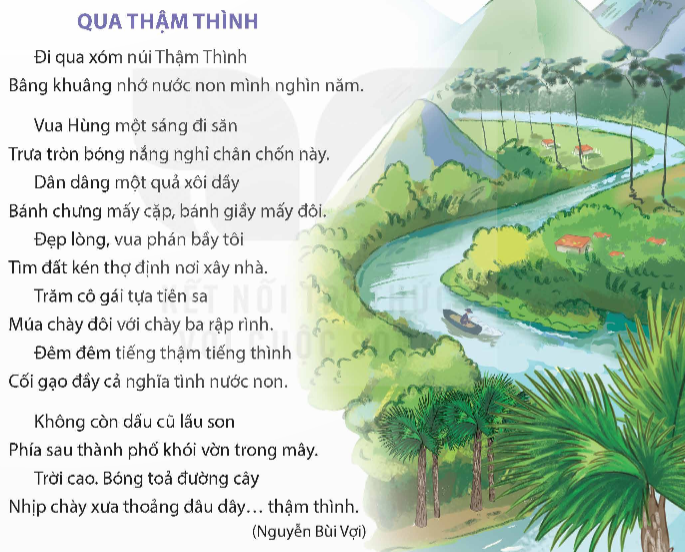 QUA THẬM THÌNH
Đi qua xóm núi Thậm Thình
Bâng khuâng nhớ nước non mình nghìn năm.
Vua Hùng một sáng đi săn
Trưa tròn bóng nắng nghỉ chân chốn này.
Dân dâng một quả xôi đầy
Bánh chưng mấy cặp, bánh giầy mấy đôi.
Đẹp lòng, vua phán bầy tôi
Tìm đất kén thợ định nơi xây nhà.
Trăm cô gái tựa tiên sa
Múa chày đôi với chày ba rập rình.
Đêm đêm tiếng thậm tiếng thình
Cối gạo đầy cả nghĩa tình nước non.
Không còn dấu cũ lầu son
Phía sau thành phố khói vờn trong mây.
Trời cao. Bóng toả đường cây
Nhịp chày xưa thoảng đâu đây… thậm thình.
(Nguyễn Bùi Vợi)